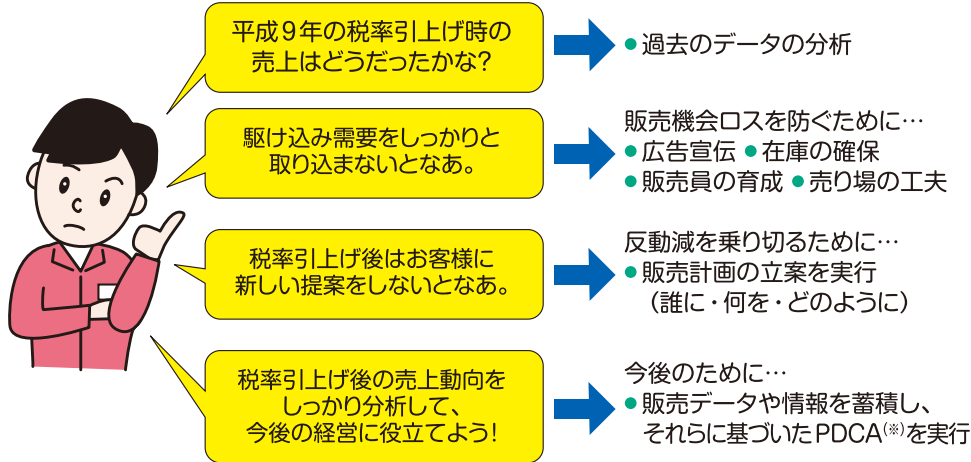 平成9年の税率引上げ時の
売上はどうだったかな?
●過去のデータの分析
駆け込み需要をしっかりと
取り込まないとなあ。
販売機会ロスを防ぐために…
●広告宣伝 ●在庫の確保
●販売員の育成 ●売り場の工夫
税率引上げ後はお客様に
新しい提案をしないとなあ。
反動減を乗り切るために…
●販売計画の立案を実行
（誰に・何を・どのように）
税率引上げ後の売上動向を
しっかり分析して、
今後の経営に役立てよう!
今後のために…
●販売データや情報を蓄積し、
それらに基づいたPDCA(※)を実行